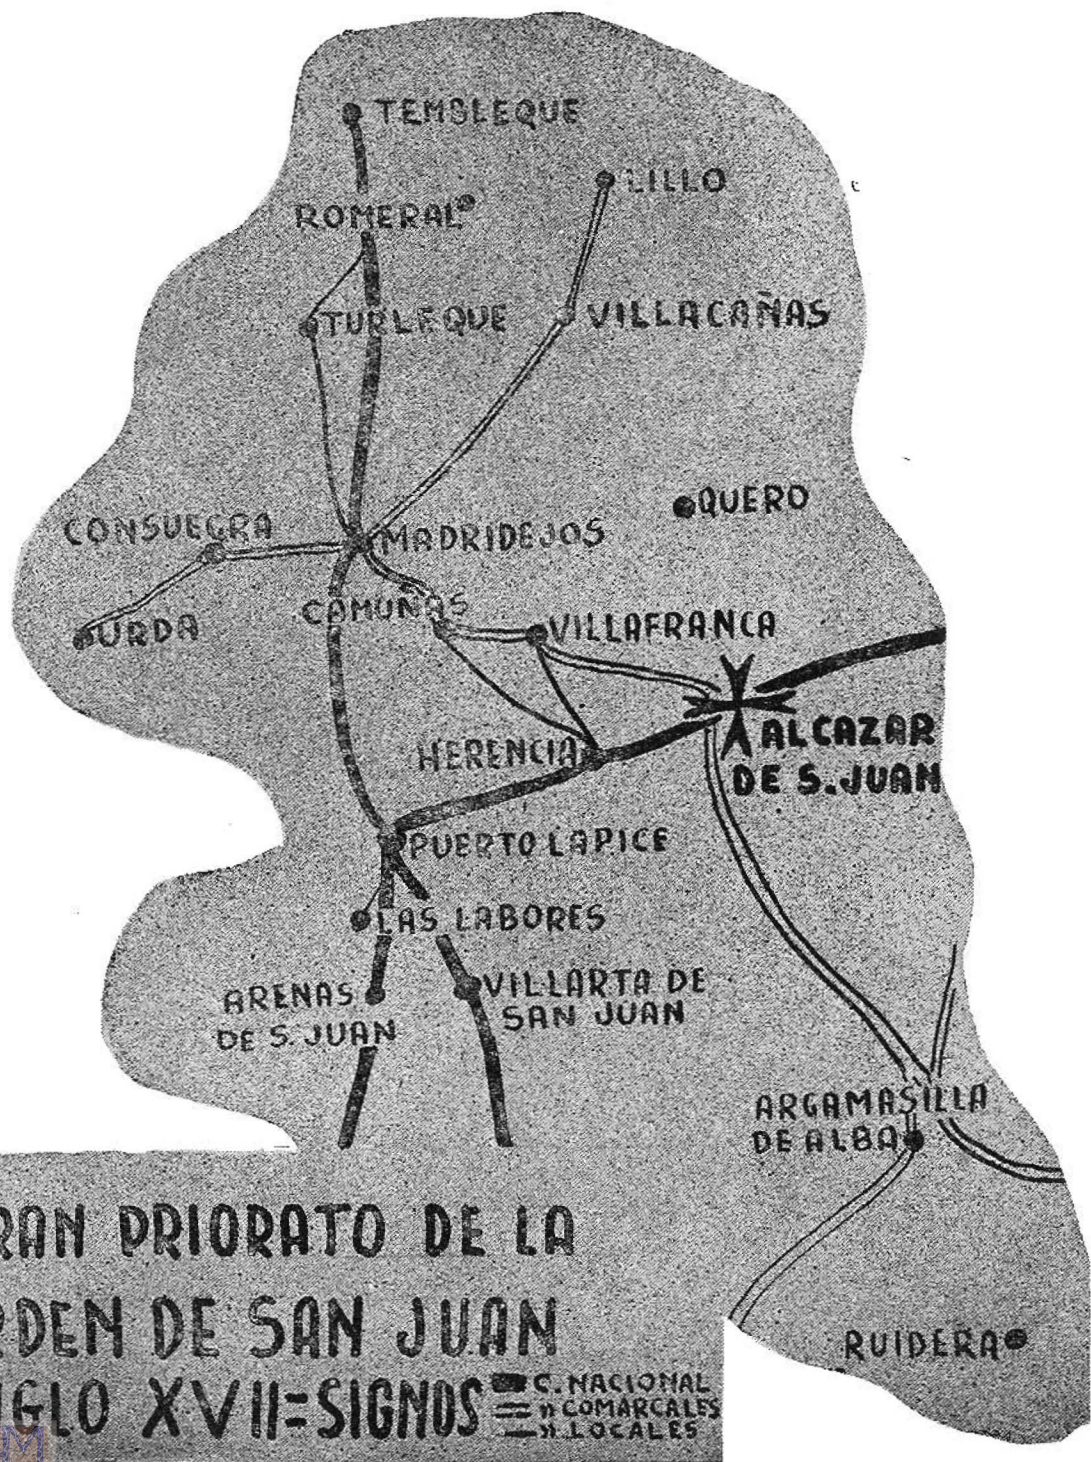 TEMBLEQUE
LILLO
ROMERAL
TURLEQUE
VILLACAÑAS
QUERO
CONSUEGRA
MADRIDEJOS
URDA
CAMUÑAS
VILLAFRANCA
ALCAZAR
DE S. JUAN
HERENCIA
PUERTO LAPICE
LAS LABORES
ARENAS
DE S. JUAN
VILLARTA DE
SAN JUAN
ARGAMASILLA
DE ALBA
RUIDERA
RAN PRIORATO DE LA
RDEN DE SAN JUAN
IGLO XVII=SIGNOS
C. NACIONAL
" COMARCALES
" LOCALES
M